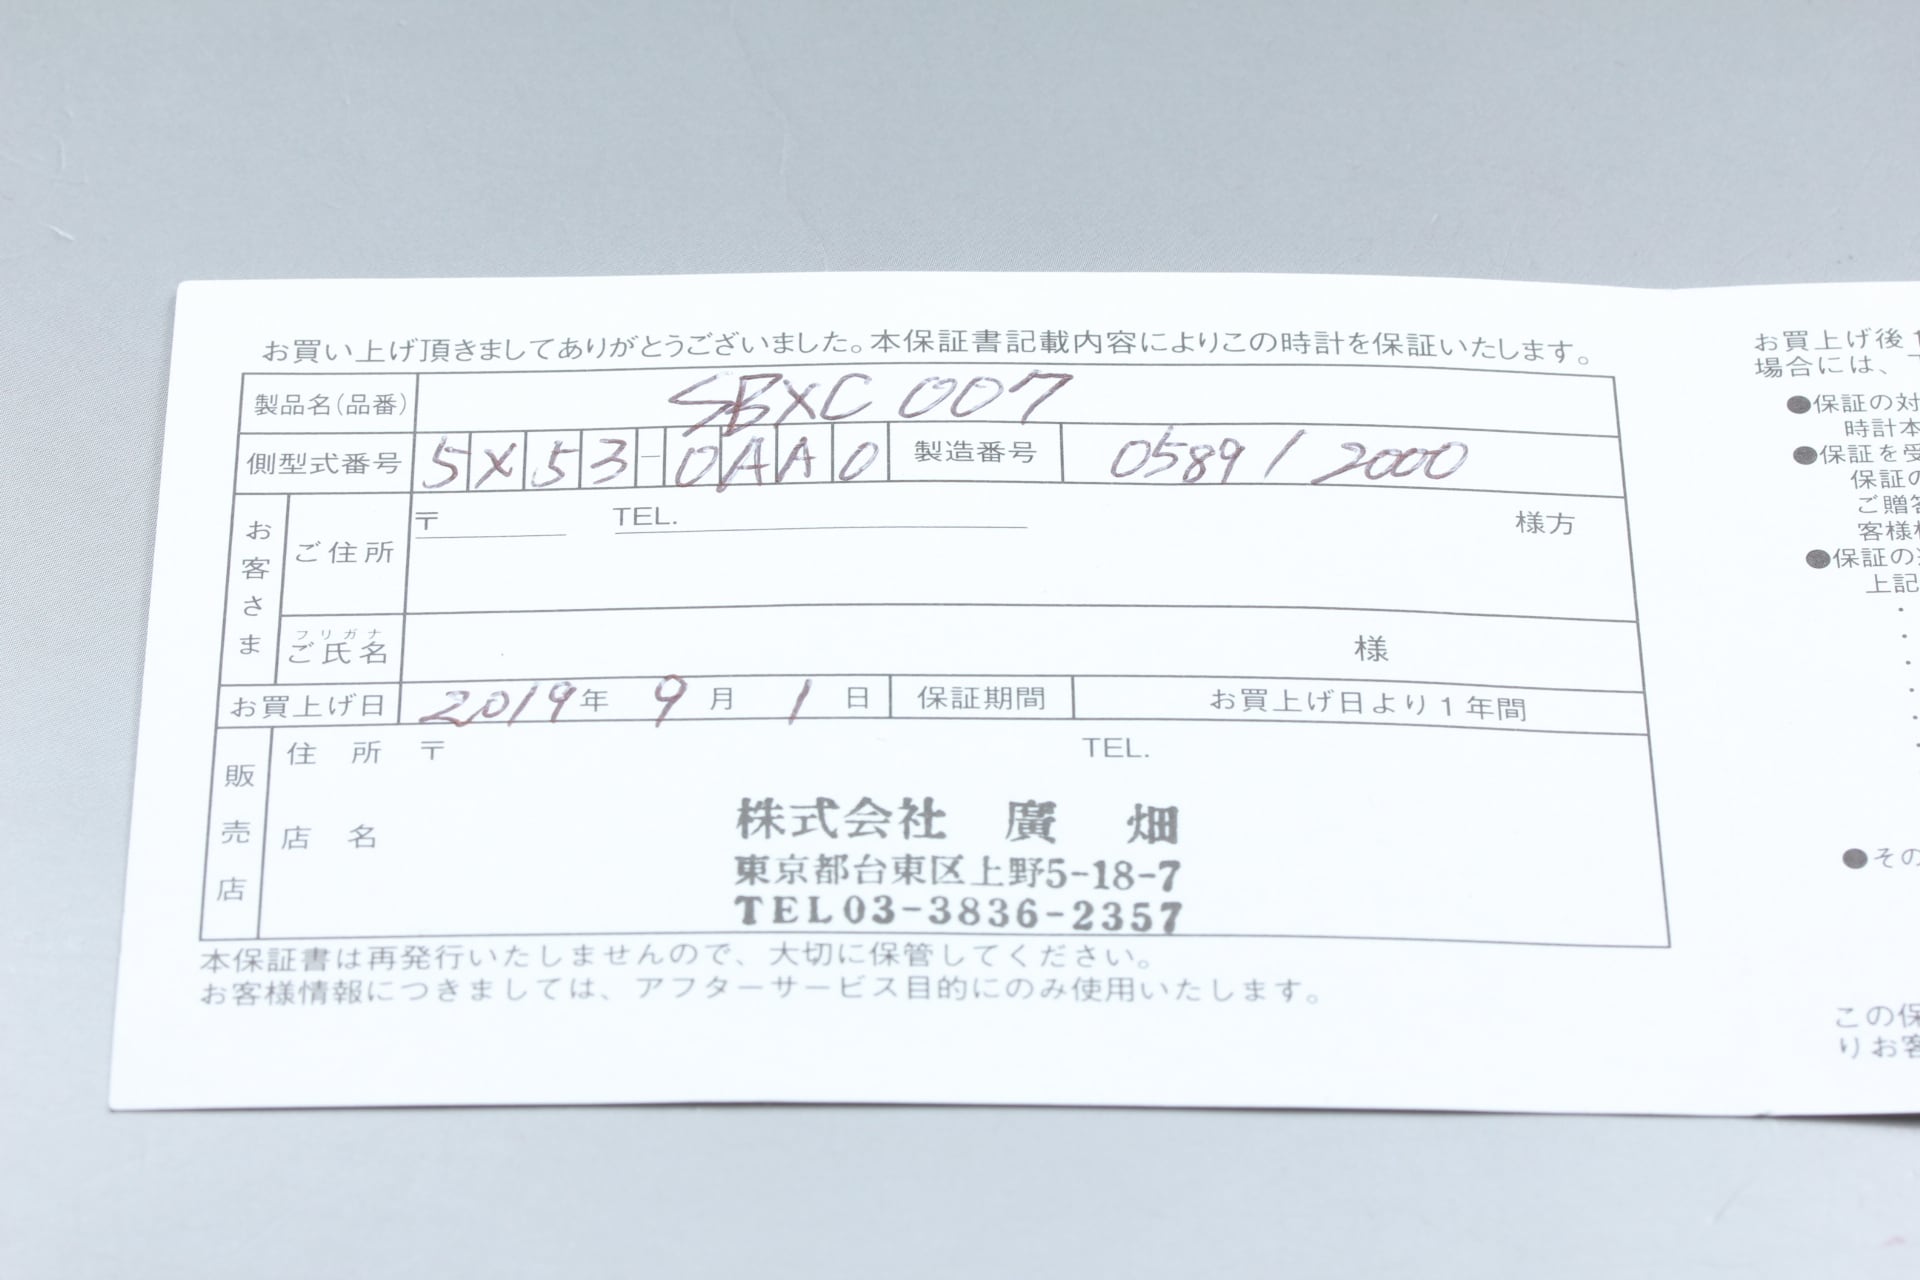 お買い上げ頂きましてありがとうございました。本保証書記載内容によりこの時計を保証いたします。
製品名(品番) SBXC 007
側型式番号 5X53-0AA0 製造番号 0589/2000
お客さま
ご住所 〒 TEL. 様方
フリガナ
ご氏名 様
お買上げ日 2019年 9月 1日 保証期間 お買上げ日より1年間
販売店
住所 〒 TEL.
店名 株式会社 廣畑
東京都台東区上野5-18-7
TEL03-3836-2357
本保証書は再発行いたしませんので、大切に保管してください。
お客様情報につきましては、アフターサービス目的にのみ使用いたします。
お買上げ後1
場合には、
●保証の対
時計本
●保証を受
保証の
ご贈答
客様
●保証の
上記
●その
この保
りお客